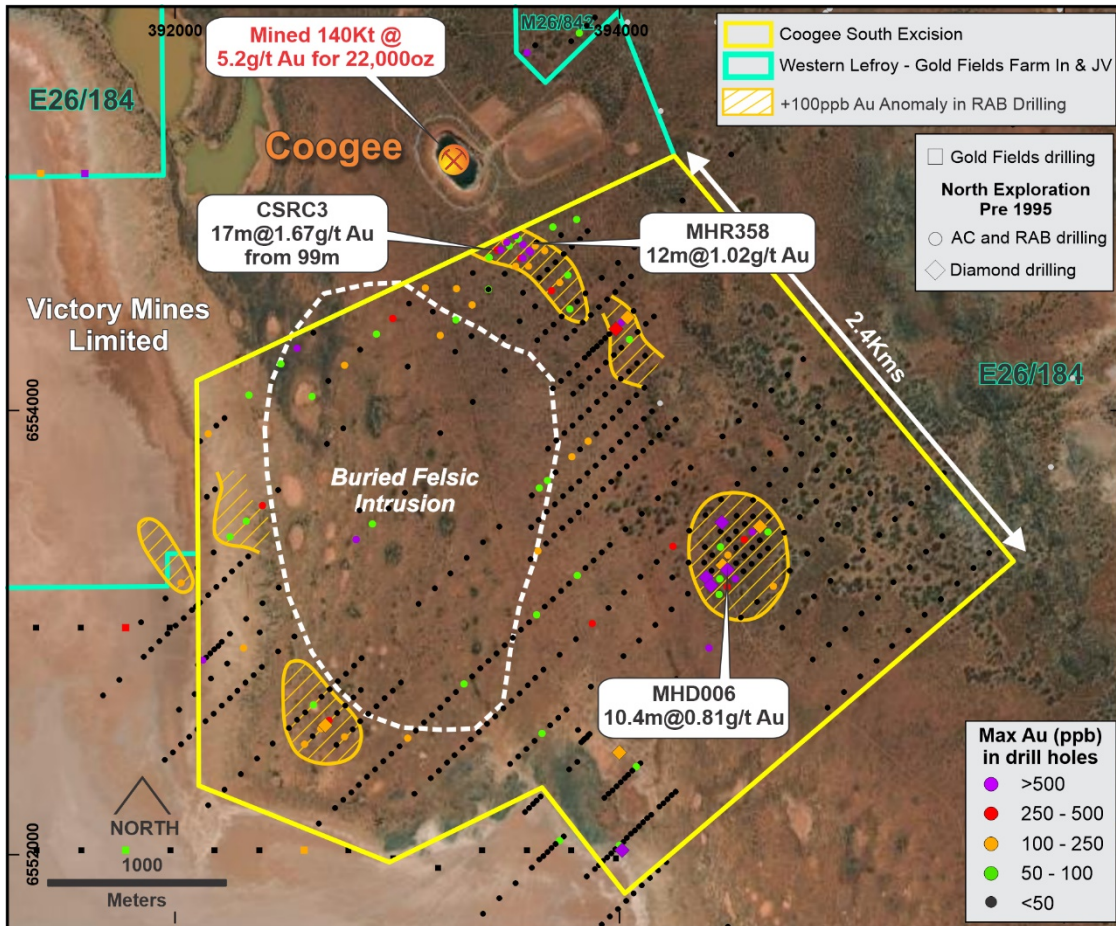 392000
394000
M26/842
Mined 140Kt @
5.2g/t Au for 22,000oz
E26/184
Coogee
Coogee South Excision
Western Lefroy - Gold Fields Farm In & JV
+100ppb Au Anomaly in RAB Drilling
Gold Fields drilling
North Exploration
Pre 1995
AC and RAB drilling
Diamond drilling
CSRC3
17m@1.67g/t Au
from 99m
MHR358
12m@1.02g/t Au
Victory Mines
Limited
2.4Kms
E26/184
6554000
Buried Felsic
Intrusion
MHD006
10.4m@0.81g/t Au
Max Au (ppb)
in drill holes
>500
250 - 500
100 - 250
50 - 100
<50
NORTH
1000
Meters
6552000